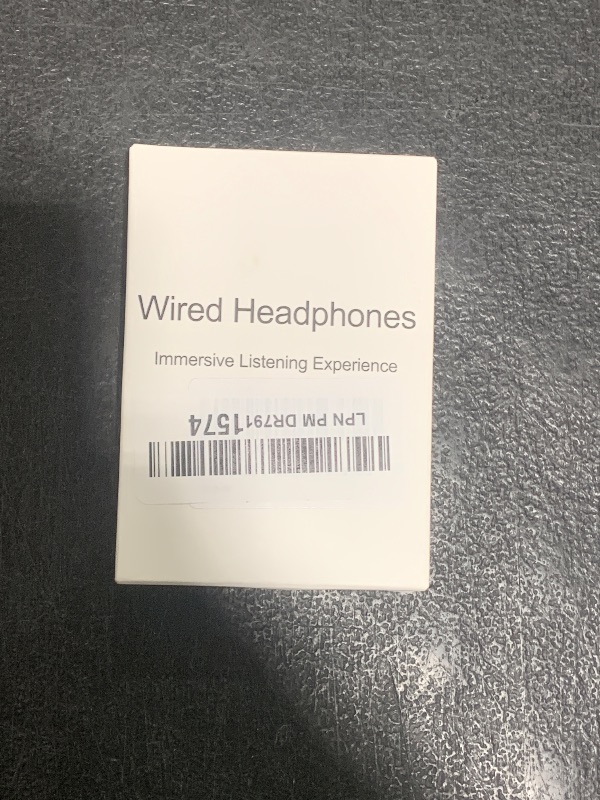 Wired Headphones
Immersive Listening Experience
LPN PM DR7911574